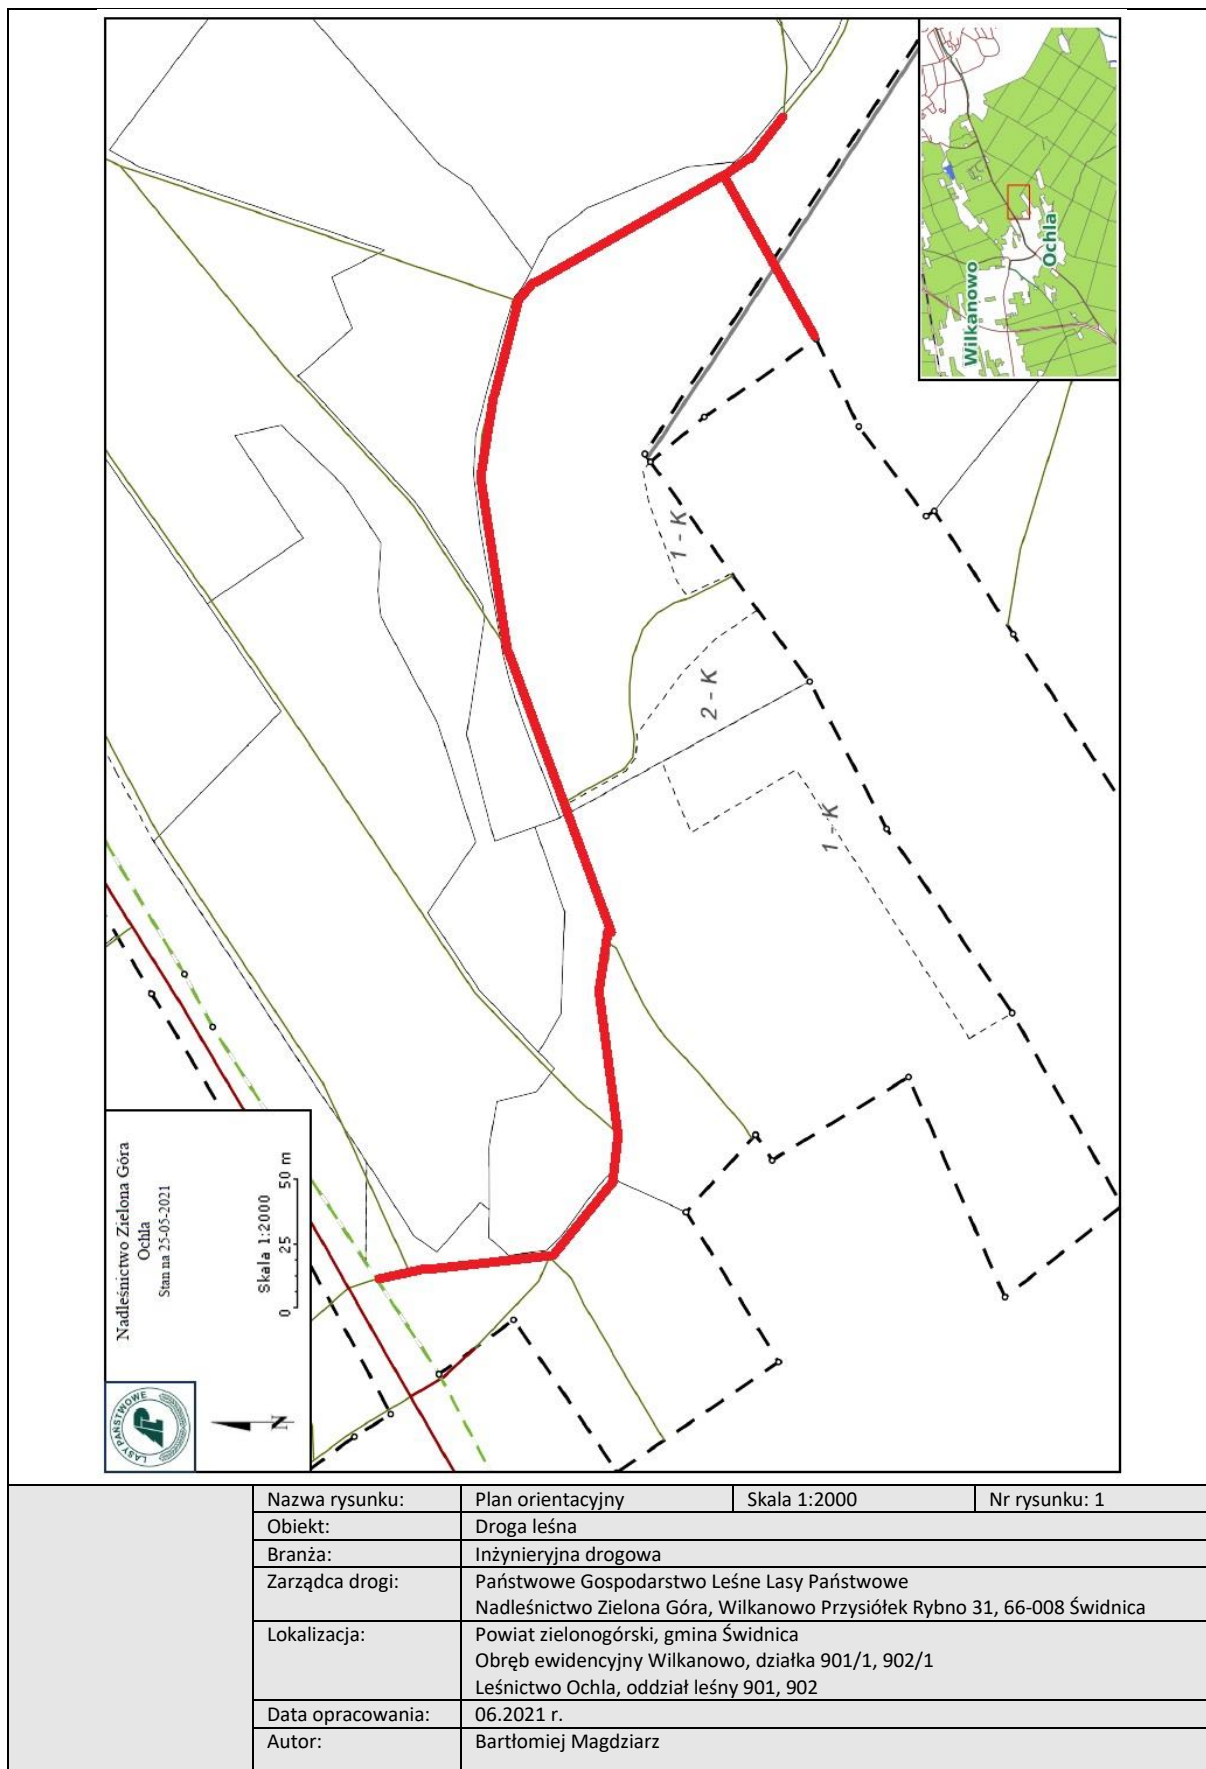 Wilkanowo
Ochla
1 - K
2 - K
1 - K
Nadleśnictwo Zielona Góra
Ochla
Stan na 25-05-2021
Skala 1:2000
0 25 50 m
LASY PAŃSTWOWE
N
Nazwa rysunku: Plan orientacyjny Skala 1:2000 Nr rysunku: 1
Obiekt: Droga leśna
Branża: Inżynieryjna drogowa
Zarządca drogi: Państwowe Gospodarstwo Leśne Lasy Państwowe
Nadleśnictwo Zielona Góra, Wilkanowo Przysiółek Rybno 31, 66-008 Świdnica
Lokalizacja: Powiat zielonogórski, gmina Świdnica
Obręb ewidencyjny Wilkanowo, działka 901/1, 902/1
Leśnictwo Ochla, oddział leśny 901, 902
Data opracowania: 06.2021 r.
Autor: Bartłomiej Magdziarz